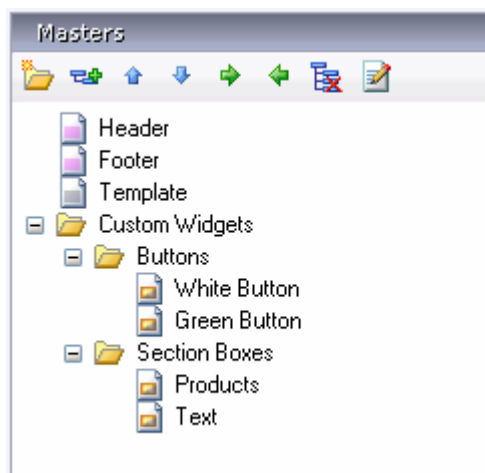 Masters
Header
Footer
Template
Custom Widgets
Buttons
White Button
Green Button
Section Boxes
Products
Text